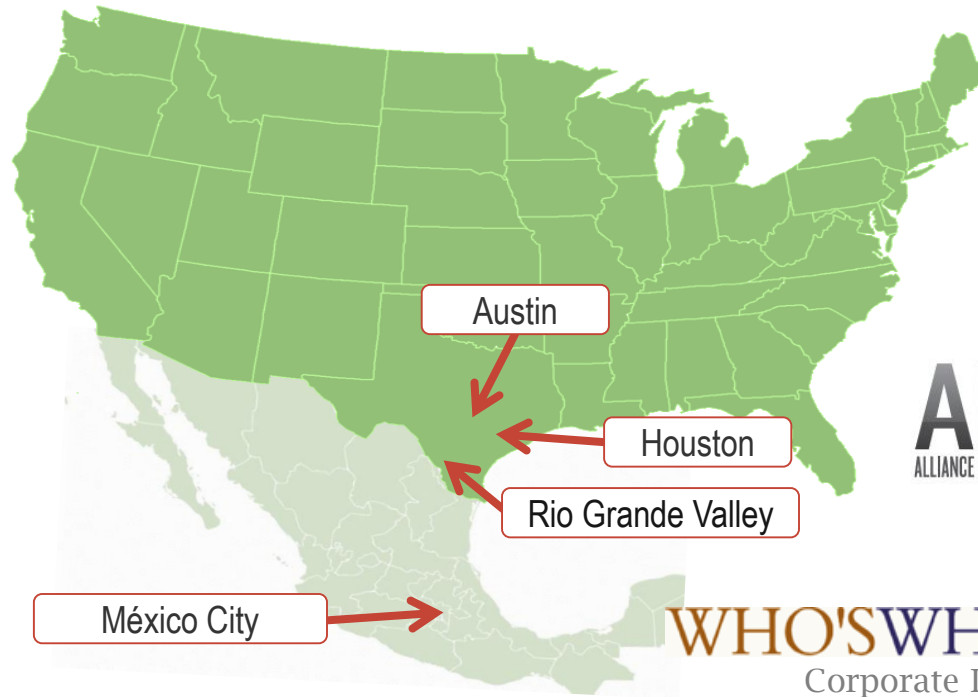 Austin
Houston
A
ALLIANCE
Rio Grande Valley
México City
WHO'SWH
Corporate